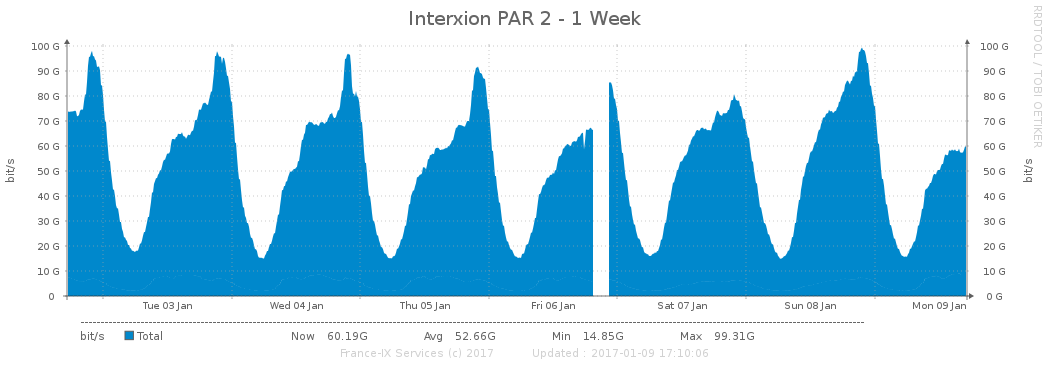 Interxion PAR 2 - 1 Week
RRDTOOL / TOBI OETIKER
bit/s
100 G 100 G
90 G 90 G
80 G 80 G
70 G 70 G
60 G 60 G
50 G 50 G
40 G 40 G
30 G 30 G
20 G 20 G
10 G 10 G
0 0 G
bit/s
Tue 03 Jan Wed 04 Jan Thu 05 Jan Fri 06 Jan Sat 07 Jan Sun 08 Jan Mon 09 Jan
bit/s Total Now 60.19G Avg 52.66G Min 14.85G Max 99.31G
France-IX Services (c) 2017 Updated : 2017-01-09 17:10:06